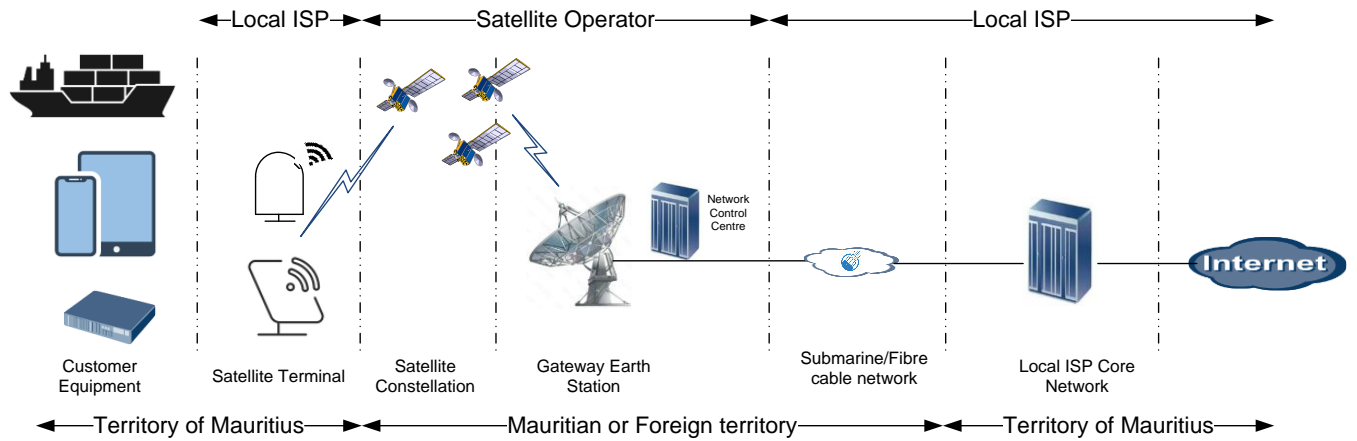 Local ISP
Satellite Operator
Local ISP
Network
Control
Centre
Internet
Customer
Equipment
Satellite Terminal
Satellite
Constellation
Gateway Earth
Station
Submarine/Fibre
cable network
Local ISP Core
Network
Territory of Mauritius
Mauritian or Foreign territory
Territory of Mauritius